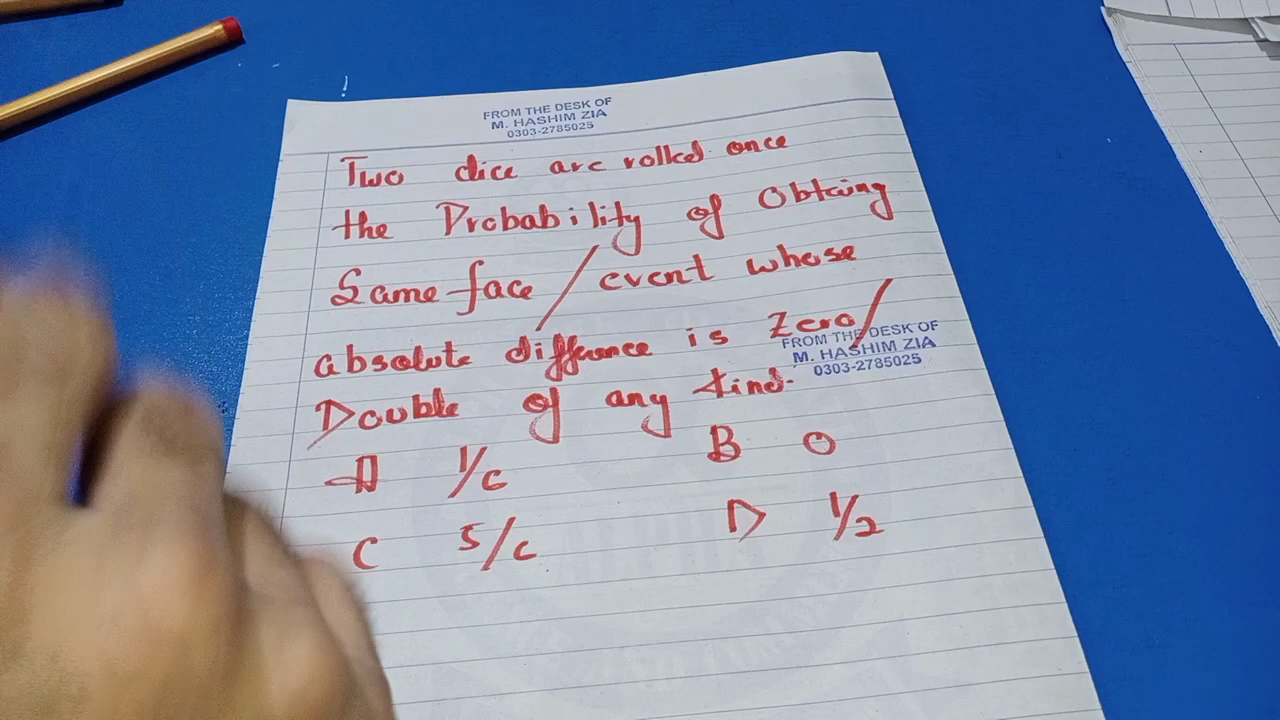 FROM THE DESK OF
M. HASHIM ZIA
0303-2785025
Two dice are rolled once
the Probability of Obtaing
Same face / event whose
absolute difference is Zero/
FROM THE DESK OF
M. HASHIM ZIA
0303-2785025
Double of any kind.
A 1/6 B 0
C 5/6 D 1/2